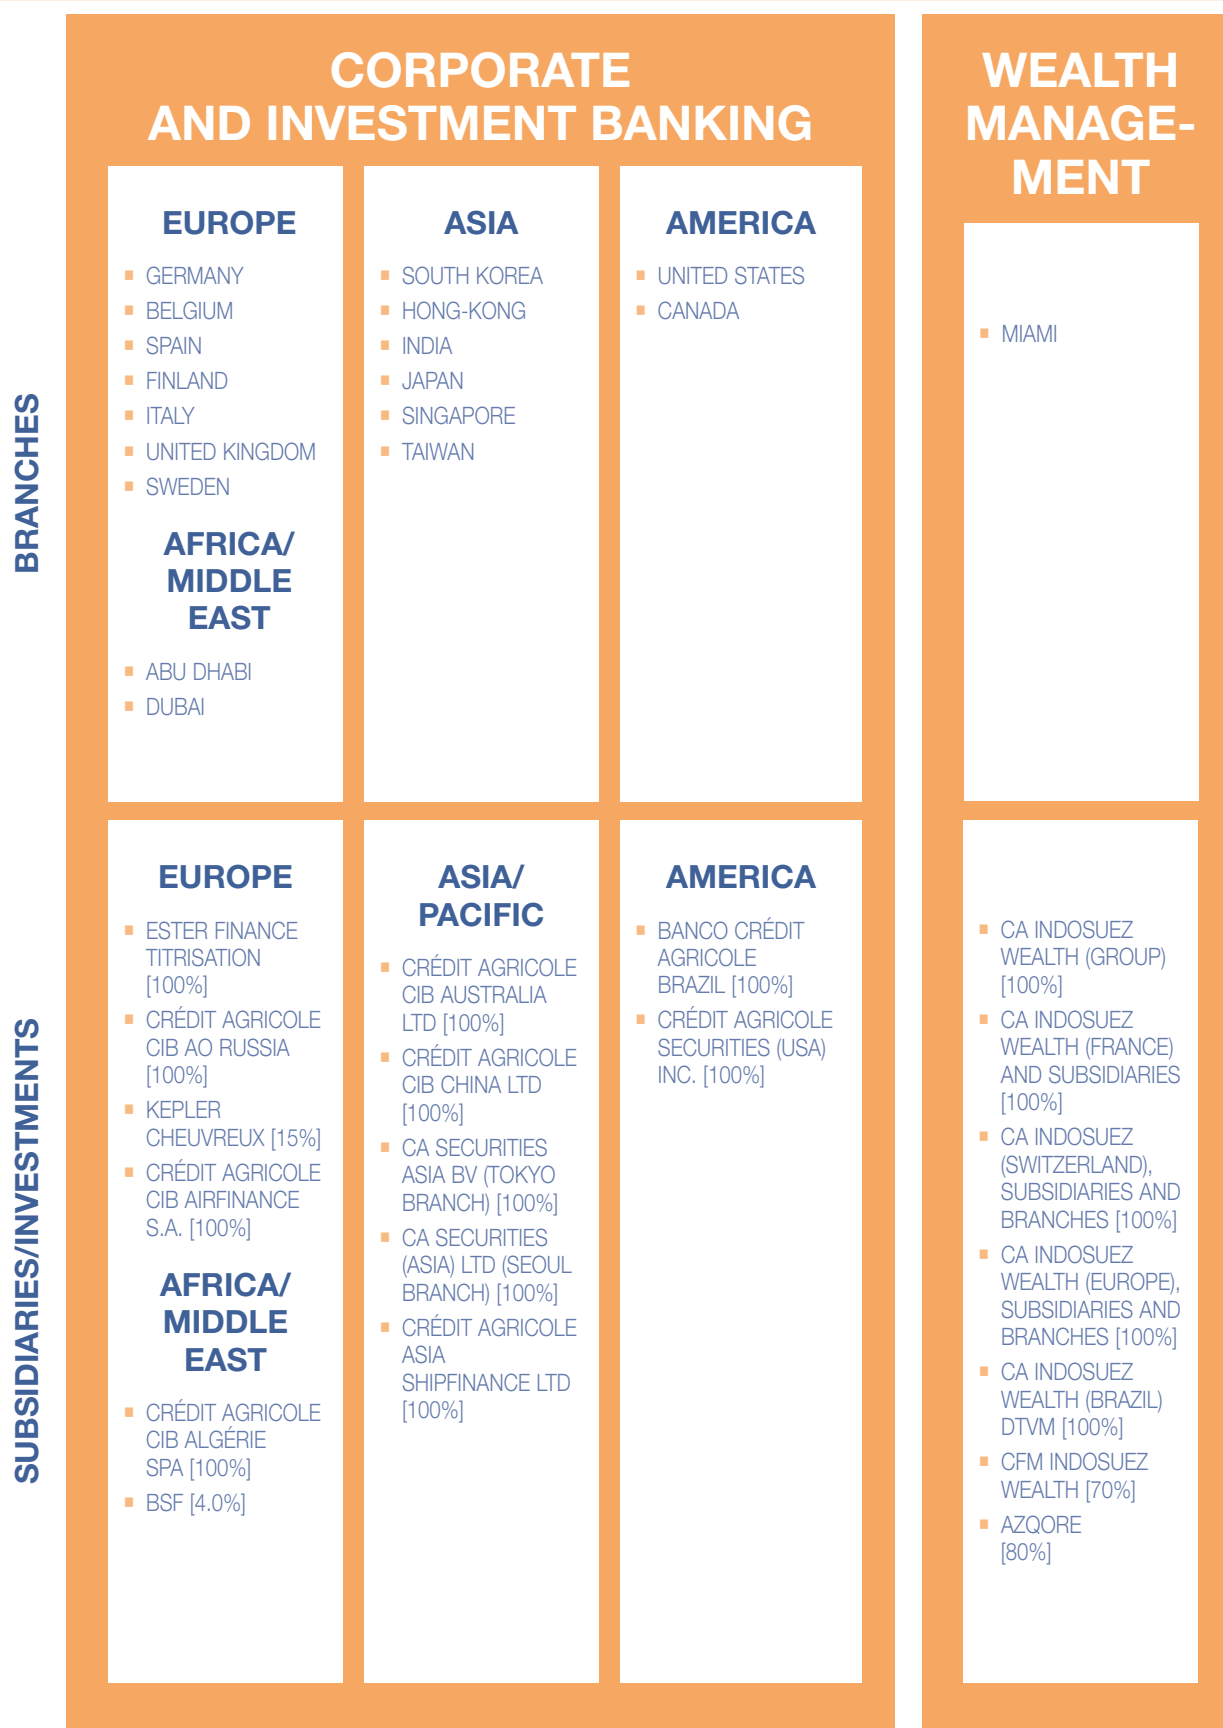 CORPORATE
AND INVESTMENT BANKING
BRANCHES
EUROPE
GERMANY
BELGIUM
SPAIN
FINLAND
ITALY
UNITED KINGDOM
SWEDEN
AFRICA/
MIDDLE
EAST
ABU DHABI
DUBAI
ASIA
SOUTH KOREA
HONG-KONG
INDIA
JAPAN
SINGAPORE
TAIWAN
AMERICA
UNITED STATES
CANADA
SUBSIDIARIES/INVESTMENTS
EUROPE
ESTER FINANCE
TITRISATION
[100%]
CRÉDIT AGRICOLE
CIB AO RUSSIA
[100%]
KEPLER
CHEUVREUX [15%]
CRÉDIT AGRICOLE
CIB AIRFINANCE
S.A. [100%]
AFRICA/
MIDDLE
EAST
CRÉDIT AGRICOLE
CIB ALGÉRIE
SPA [100%]
BSF [4.0%]
ASIA/
PACIFIC
CRÉDIT AGRICOLE
CIB AUSTRALIA
LTD [100%]
CRÉDIT AGRICOLE
CIB CHINA LTD
[100%]
CA SECURITIES
ASIA BV (TOKYO
BRANCH) [100%]
CA SECURITIES
(ASIA) LTD (SEOUL
BRANCH) [100%]
CRÉDIT AGRICOLE
ASIA
SHIPFINANCE LTD
[100%]
AMERICA
BANCO CRÉDIT
AGRICOLE
BRAZIL [100%]
CRÉDIT AGRICOLE
SECURITIES (USA)
INC. [100%]
WEALTH
MANAGE-
MENT
MIAMI
CA INDOSUEZ
WEALTH (GROUP)
[100%]
CA INDOSUEZ
WEALTH (FRANCE)
AND SUBSIDIARIES
[100%]
CA INDOSUEZ
(SWITZERLAND),
SUBSIDIARIES AND
BRANCHES [100%]
CA INDOSUEZ
WEALTH (EUROPE),
SUBSIDIARIES AND
BRANCHES [100%]
CA INDOSUEZ
WEALTH (BRAZIL)
DTVM [100%]
CFM INDOSUEZ
WEALTH [70%]
AZQORE
[80%]